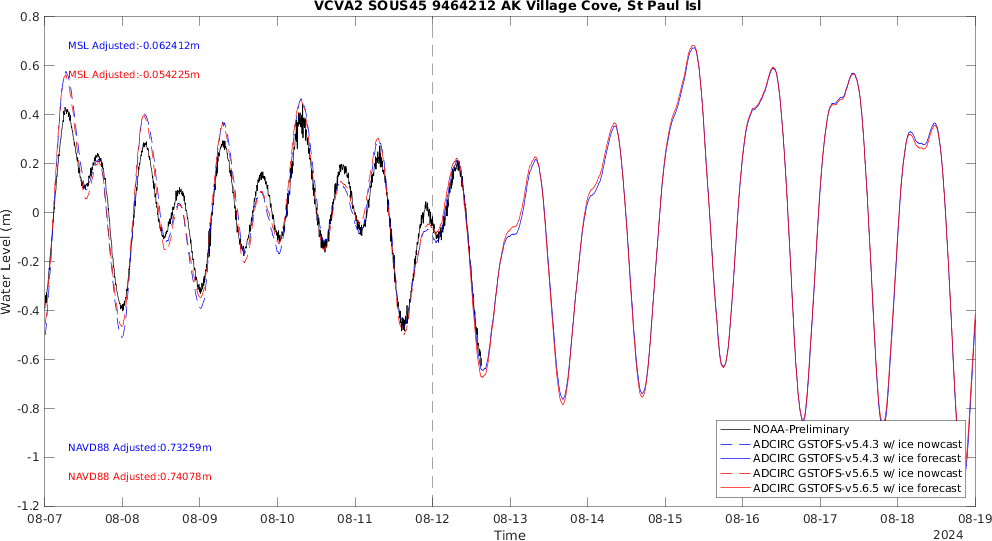 VCVA2 SOUS45 9464212 AK Village Cove, St Paul Isl
0.8
0.6
0.4
0.2
0
-0.2
-0.4
-0.6
-0.8
-1
-1.2
Water Level (m)
MSL Adjusted:-0.062412m
MSL Adjusted:-0.054225m
NAVD88 Adjusted:0.73259m
NAVD88 Adjusted:0.74078m
NOAA-Preliminary
ADCIRC GSTOFS-v5.4.3 w/ ice nowcast
ADCIRC GSTOFS-v5.4.3 w/ ice forecast
ADCIRC GSTOFS-v5.6.5 w/ ice nowcast
ADCIRC GSTOFS-v5.6.5 w/ ice forecast
08-07 08-08 08-09 08-10 08-11 08-12 08-13 08-14 08-15 08-16 08-17 08-18 08-19
Time
2024